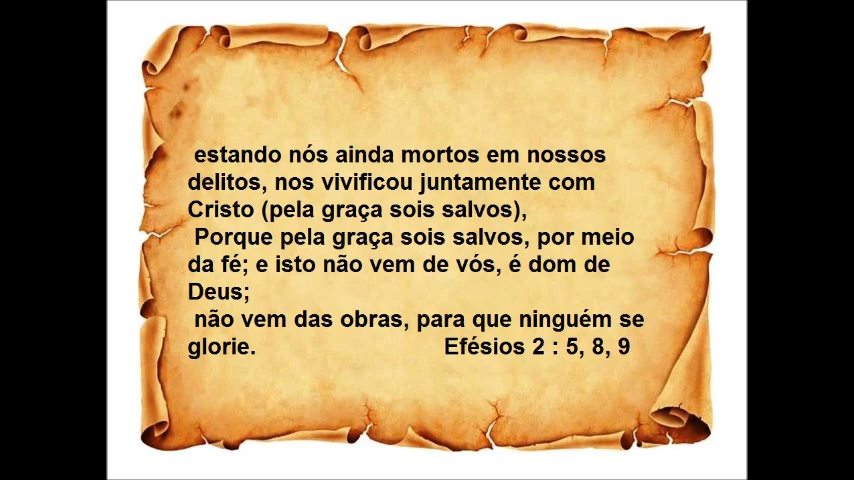 estando nós ainda mortos em nossos
delitos, nos vivificou juntamente com
Cristo (pela graça sois salvos),
Porque pela graça sois salvos, por meio
da fé; e isto não vem de vós, é dom de
Deus;
não vem das obras, para que ninguém se
glorie. Efésios 2 : 5, 8, 9